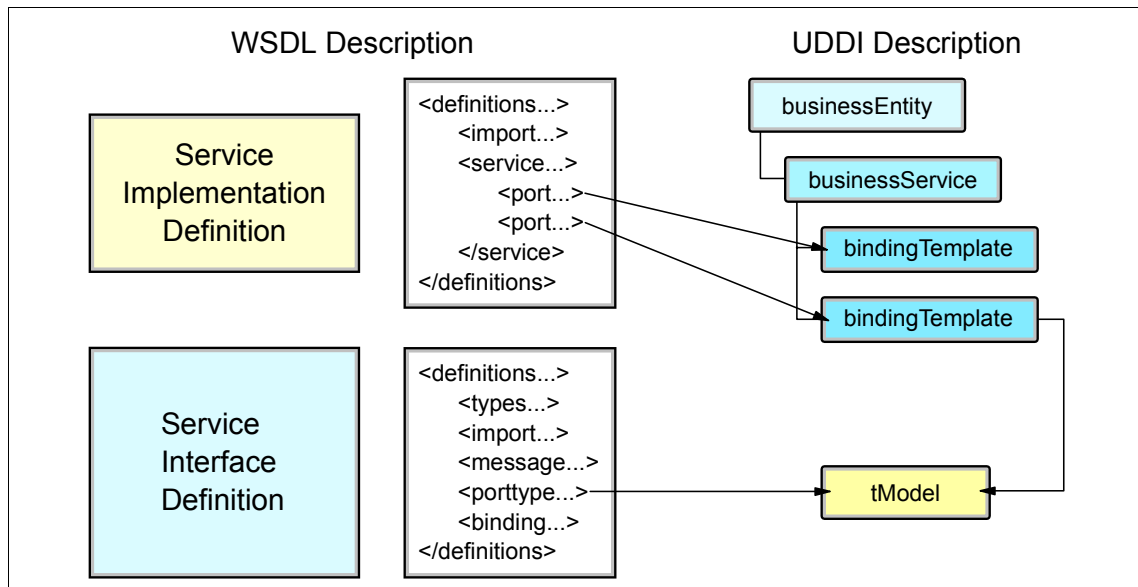 WSDL Description
UDDI Description
Service
Implementation
Definition
<definitions...>
<import...>
<service...>
<port...>
<port...>
</service>
</definitions>
businessEntity
businessService
bindingTemplate
bindingTemplate
Service
Interface
Definition
<definitions...>
<types...>
<import...>
<message...>
<porttype...>
<binding...>
</definitions>
tModel